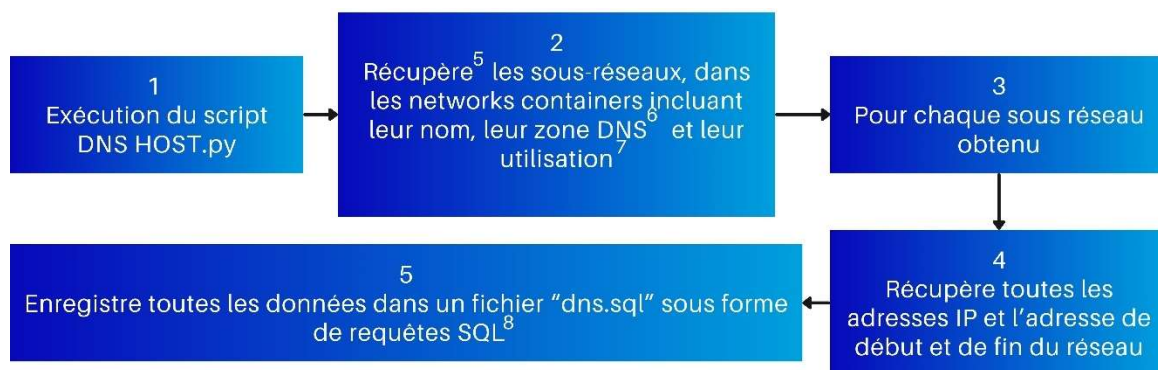 1
Exécution du script
DNS HOST.py
2
Récupère5 les sous-réseaux, dans
les networks containers incluant
leur nom, leur zone DNS6 et leur
utilisation7
3
Pour chaque sous réseau
obtenu
4
Récupère toutes les
adresses IP et l'adresse de
début et de fin du réseau
5
Enregistre toutes les données dans un fichier “dns.sql” sous forme
de requêtes SQL8